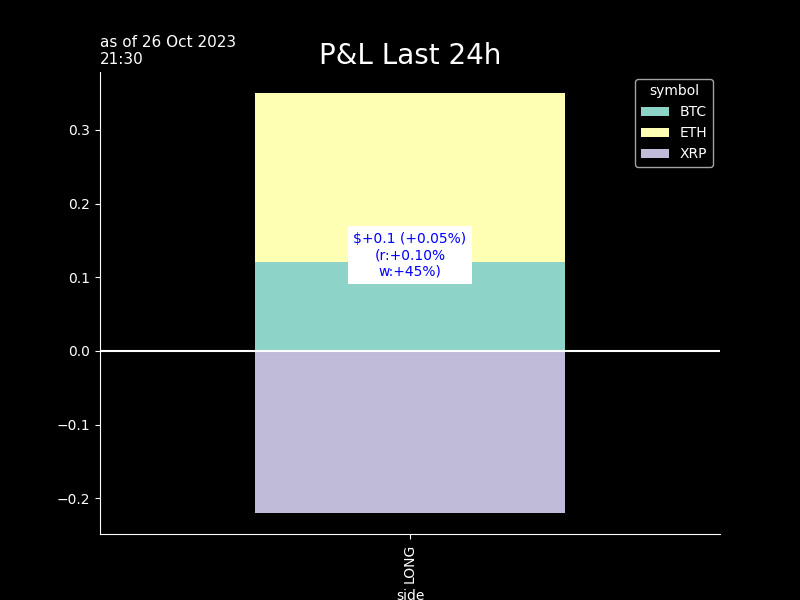 as of 26 Oct 2023
21:30
P&L Last 24h
symbol
BTC
ETH
XRP
0.3
0.2
0.1
0.0
−0.1
−0.2
$+0.1 (+0.05%)
(r:+0.10%
w:+45%)
LONG
side